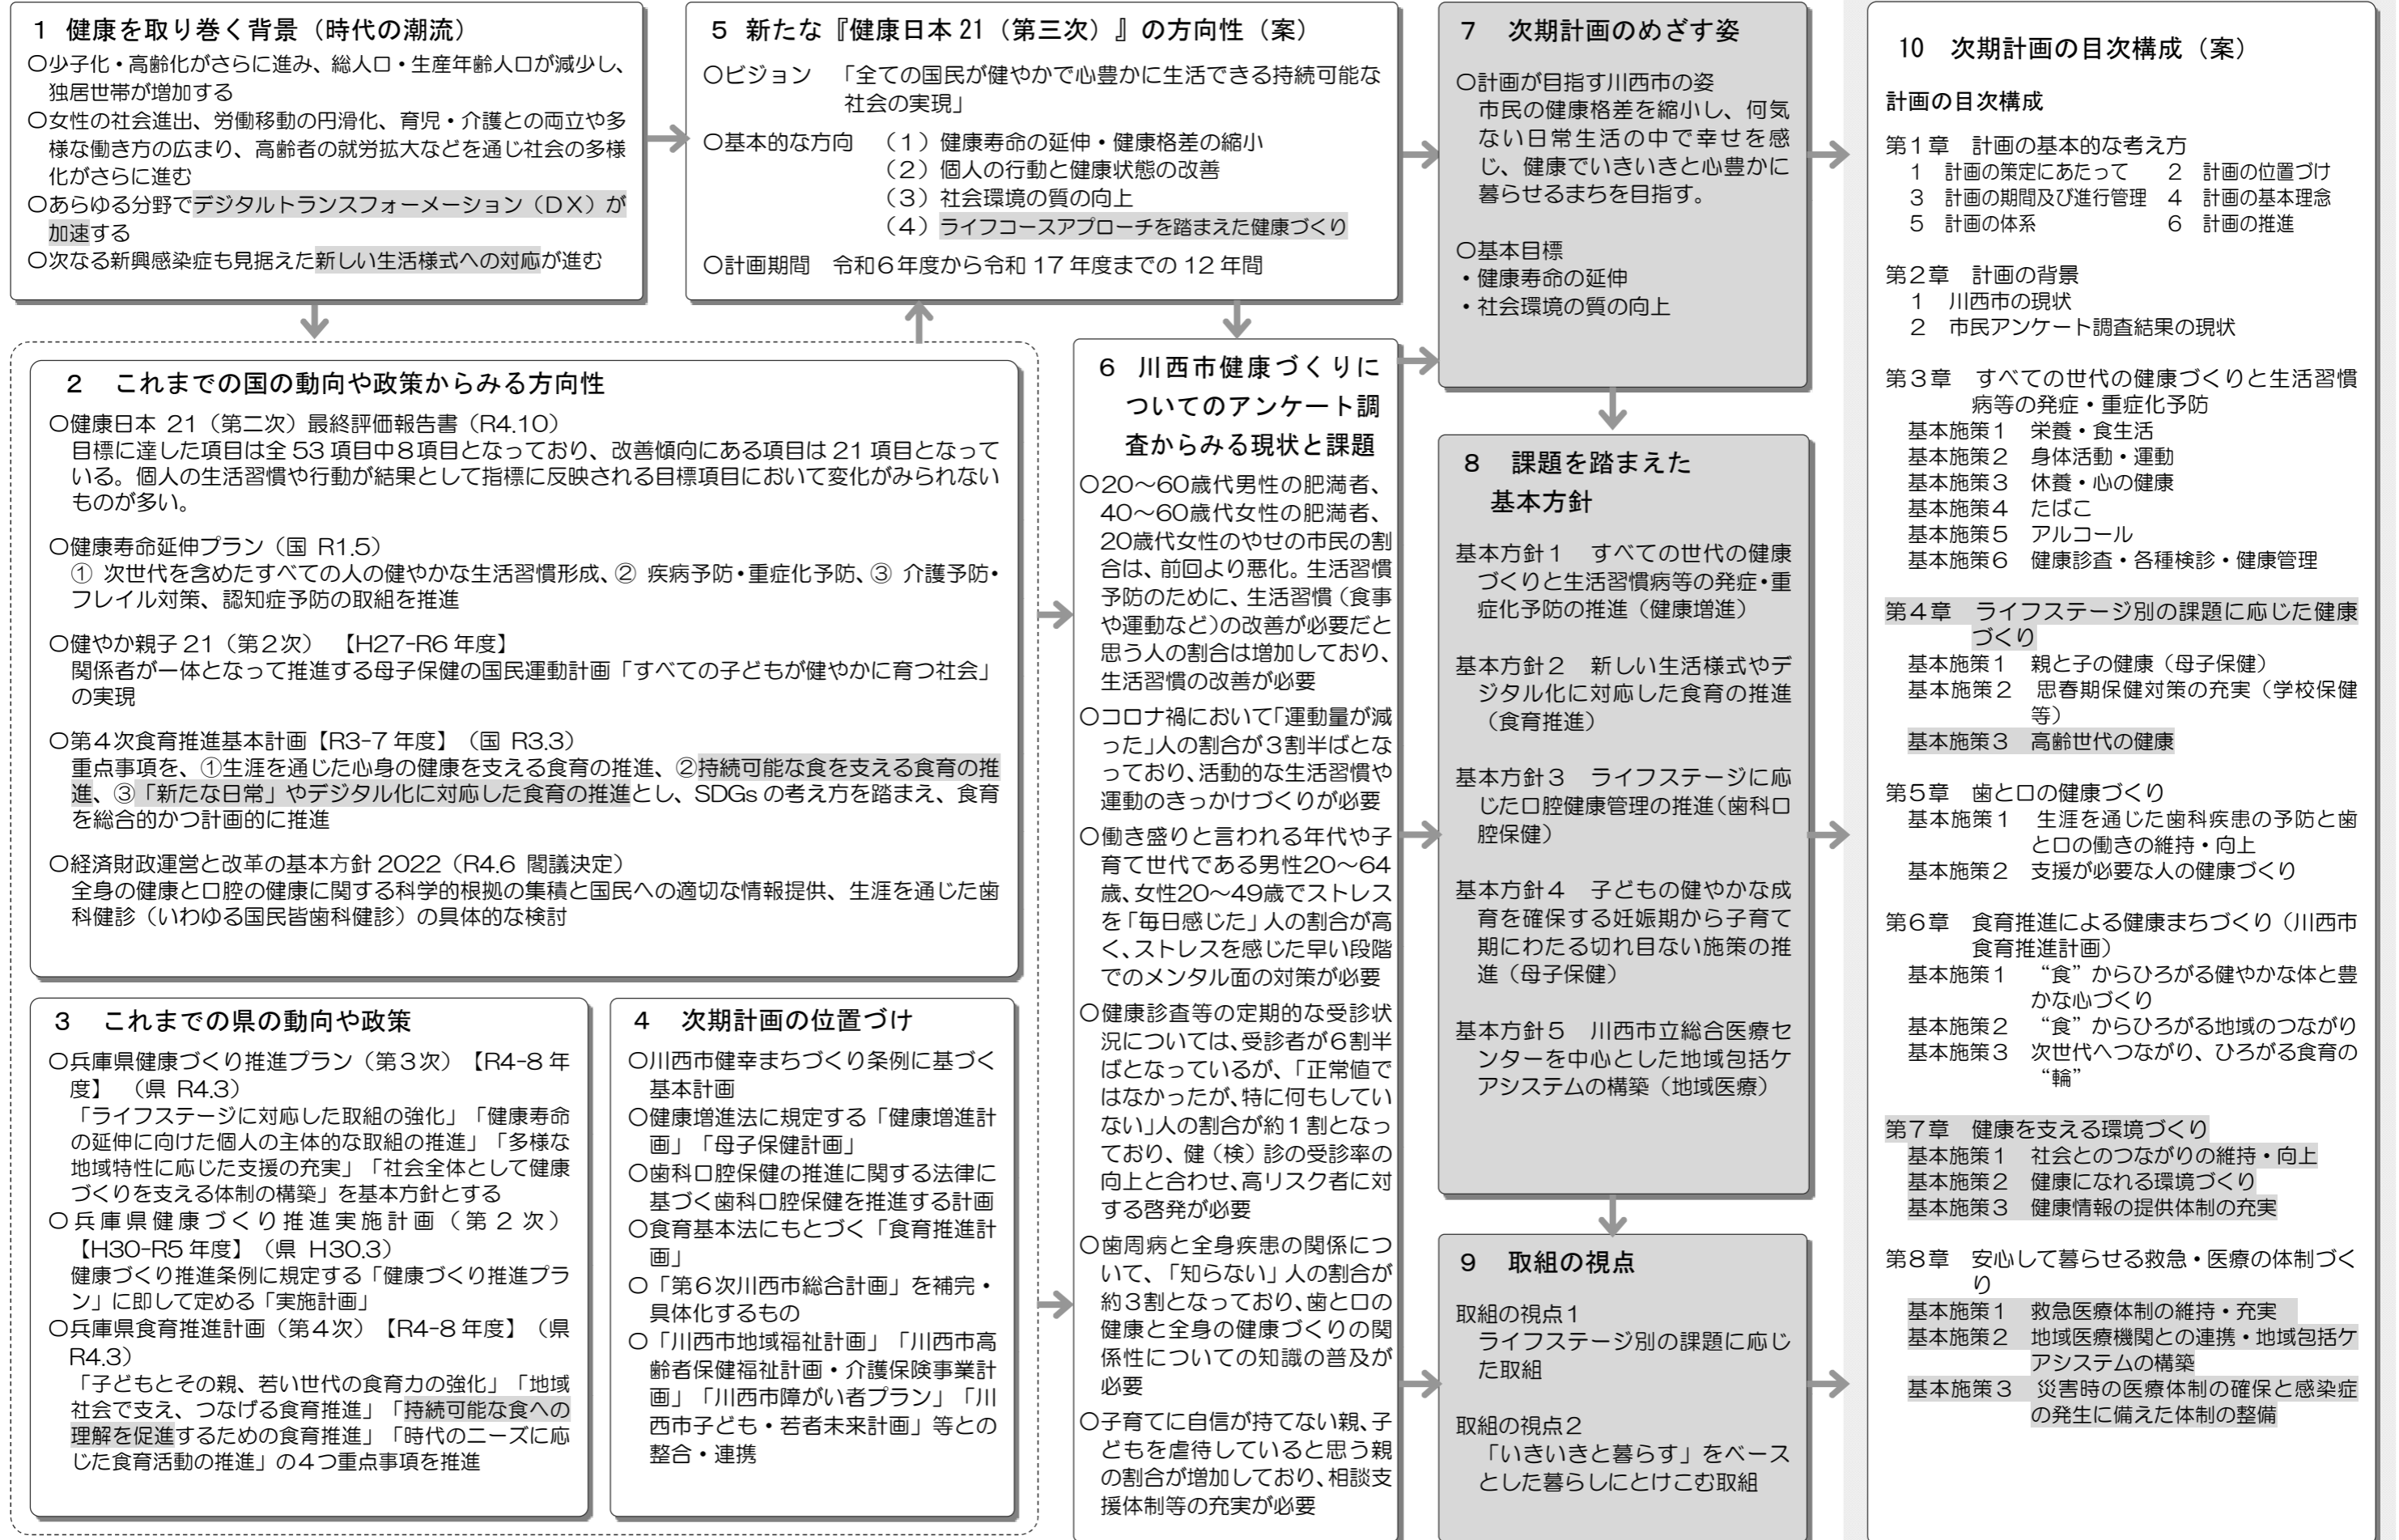 1 健康を取り巻く背景（時代の潮流）
○少子化・高齢化がさらに進み、総人口・生産年齢人口が減少し、
独居世帯が増加する
○女性の社会進出、労働移動の円滑化、育児・介護との両立や多
様な働き方の広まり、高齢者の就労拡大などを通じ社会の多様
化がさらに進む
○あらゆる分野でデジタルトランスフォーメーション（ＤＸ）が
加速する
○次なる新興感染症も見据えた新しい生活様式への対応が進む
2 これまでの国の動向や政策からみる方向性
○健康日本 21（第二次）最終評価報告書（R4.10）
目標に達した項目は全 53 項目中８項目となっており、改善傾向にある項目は 21 項目となって
いる。個人の生活習慣や行動が結果として指標に反映される目標項目において変化がみられない
ものが多い。
○健康寿命延伸プラン（国 R1.5）
① 次世代を含めたすべての人の健やかな生活習慣形成、② 疾病予防・重症化予防、③ 介護予防・
フレイル対策、認知症予防の取組を推進
○健やか親子 21（第２次） 【H27-R6 年度】
関係者が一体となって推進する母子保健の国民運動計画「すべての子どもが健やかに育つ社会」
の実現
○第４次食育推進基本計画【R3-7 年度】（国 R3.3）
重点事項を、①生涯を通じた心身の健康を支える食育の推進、②持続可能な食を支える食育の推
進、③「新たな日常」やデジタル化に対応した食育の推進とし、SDGs の考え方を踏まえ、食育
を総合的かつ計画的に推進
○経済財政運営と改革の基本方針 2022（R4.6 閣議決定）
全身の健康と口腔の健康に関する科学的根拠の集積と国民への適切な情報提供、生涯を通じた歯
科健診（いわゆる国民皆歯科健診）の具体的な検討
3 これまでの県の動向や政策
○兵庫県健康づくり推進プラン（第３次）【R4-8 年
度】 （県 R4.3）
「ライフステージに対応した取組の強化」「健康寿命
の延伸に向けた個人の主体的な取組の推進」「多様な
地域特性に応じた支援の充実」「社会全体として健康
づくりを支える体制の構築」を基本方針とする
○兵庫県健康づくり推進実施計画（第２次）
【H30-R5 年度】（県 H30.3）
健康づくり推進条例に規定する「健康づくり推進プラ
ン」に即して定める「実施計画」
○兵庫県食育推進計画（第４次）【R4-8 年度】（県
R4.3）
「子どもとその親、若い世代の食育力の強化」「地域
社会で支え、つなげる食育推進」「持続可能な食への
理解を促進するための食育推進」「時代のニーズに応
じた食育活動の推進」の４つ重点事項を推進
4 次期計画の位置づけ
○川西市健幸まちづくり条例に基づく
基本計画
○健康増進法に規定する「健康増進計
画」「母子保健計画」
○歯科口腔保健の推進に関する法律に
基づく歯科口腔保健を推進する計画
○食育基本法にもとづく「食育推進計
画」
○「第６次川西市総合計画」を補完・
具体化するもの
○「川西市地域福祉計画」「川西市高
齢者保健福祉計画・介護保険事業計
画」「川西市障がい者プラン」「川
西市子ども・若者未来計画」等との
整合・連携
5 新たな『健康日本 21（第三次）』の方向性（案）
○ビジョン 「全ての国民が健やかで心豊かに生活できる持続可能な
社会の実現」
○基本的な方向 （１）健康寿命の延伸・健康格差の縮小
（２）個人の行動と健康状態の改善
（３）社会環境の質の向上
（４）ライフコースアプローチを踏まえた健康づくり
○計画期間 令和６年度から令和 17 年度までの 12 年間
6 川西市健康づくりに
ついてのアンケート調
査からみる現状と課題
○20～60歳代男性の肥満者、
40～60歳代女性の肥満者、
20歳代女性のやせの市民の割
合は、前回より悪化。生活習慣病
予防のために、生活習慣（食事
や運動など）の改善が必要だと
思う人の割合は増加しており、
生活習慣の改善が必要
○コロナ禍において「運動量が減
った」人の割合が３割半ばとな
っており、活動的な生活習慣や
運動のきっかけづくりが必要
○働き盛りと言われる年代や子
育て世代である男性20～64
歳、女性20～49歳でストレス
を「毎日感じた」人の割合が高
く、ストレスを感じた早い段階
でのメンタル面の対策が必要
○健康診査等の定期的な受診状
況については、受診者が６割半
ばとなっているが、「正常値で
はなかったが、特に何もしてい
ない」人の割合が約１割となっ
ており、健（検）診の受診率の
向上と合わせ、高リスク者に対
する啓発が必要
○歯周病と全身疾患の関係につ
いて、「知らない」人の割合が
約３割となっており、歯と口の
健康と全身の健康づくりの関
係性についての知識の普及が
必要
○子育てに自信が持てない親、子
どもを虐待していると思う親
の割合が増加しており、相談支
援体制等の充実が必要
7 次期計画のめざす姿
○計画が目指す川西市の姿
市民の健康格差を縮小し、何気
ない日常生活の中で幸せを感
じ、健康でいきいきと心豊かに
暮らせるまちを目指す。
○基本目標
・健康寿命の延伸
・社会環境の質の向上
8 課題を踏まえた
基本方針
基本方針１ すべての世代の健康
づくりと生活習慣病等の発症・重
症化予防の推進（健康増進）
基本方針２ 新しい生活様式やデ
ジタル化に対応した食育の推進
（食育推進）
基本方針３ ライフステージに応
じた口腔健康管理の推進（歯科口
腔保健）
基本方針４ 子どもの健やかな成
育を確保する妊娠期から子育て
期にわたる切れ目ない施策の推
進（母子保健）
基本方針５ 川西市立総合医療セ
ンターを中心とした地域包括ケ
アシステムの構築（地域医療）
9 取組の視点
取組の視点１
ライフステージ別の課題に応じ
た取組
取組の視点２
「いきいきと暮らす」をベース
とした暮らしにとけこむ取組
10 次期計画の目次構成（案）
計画の目次構成
第１章 計画の基本的な考え方
１ 計画の策定にあたって ２ 計画の位置づけ
３ 計画の期間及び進行管理 ４ 計画の基本理念
５ 計画の体系 ６ 計画の推進
第２章 計画の背景
１ 川西市の現状
２ 市民アンケート調査結果の現状
第３章 すべての世代の健康づくりと生活習慣
病等の発症・重症化予防
基本施策１ 栄養・食生活
基本施策２ 身体活動・運動
基本施策３ 休養・心の健康
基本施策４ たばこ
基本施策５ アルコール
基本施策６ 健康診査・各種検診・健康管理
第４章 ライフステージ別の課題に応じた健康
づくり
基本施策１ 親と子の健康（母子保健）
基本施策２ 思春期保健対策の充実（学校保健
等）
基本施策３ 高齢世代の健康
第５章 歯と口の健康づくり
基本施策１ 生涯を通じた歯科疾患の予防と歯
と口の働きの維持・向上
基本施策２ 支援が必要な人の健康づくり
第６章 食育推進による健康まちづくり（川西市
食育推進計画）
基本施策１ “食”からひろがる健やかな体と豊
かな心づくり
基本施策２ “食”からひろがる地域のつながり
基本施策３ 次世代へつながり、ひろがる食育の
“輪”
第７章 健康を支える環境づくり
基本施策１ 社会とのつながりの維持・向上
基本施策２ 健康になれる環境づくり
基本施策３ 健康情報の提供体制の充実
第８章 安心して暮らせる救急・医療の体制づく
り
基本施策１ 救急医療体制の維持・充実
基本施策２ 地域医療機関との連携・地域包括ケ
アシステムの構築
基本施策３ 災害時の医療体制の確保と感染症
の発生に備えた体制の整備